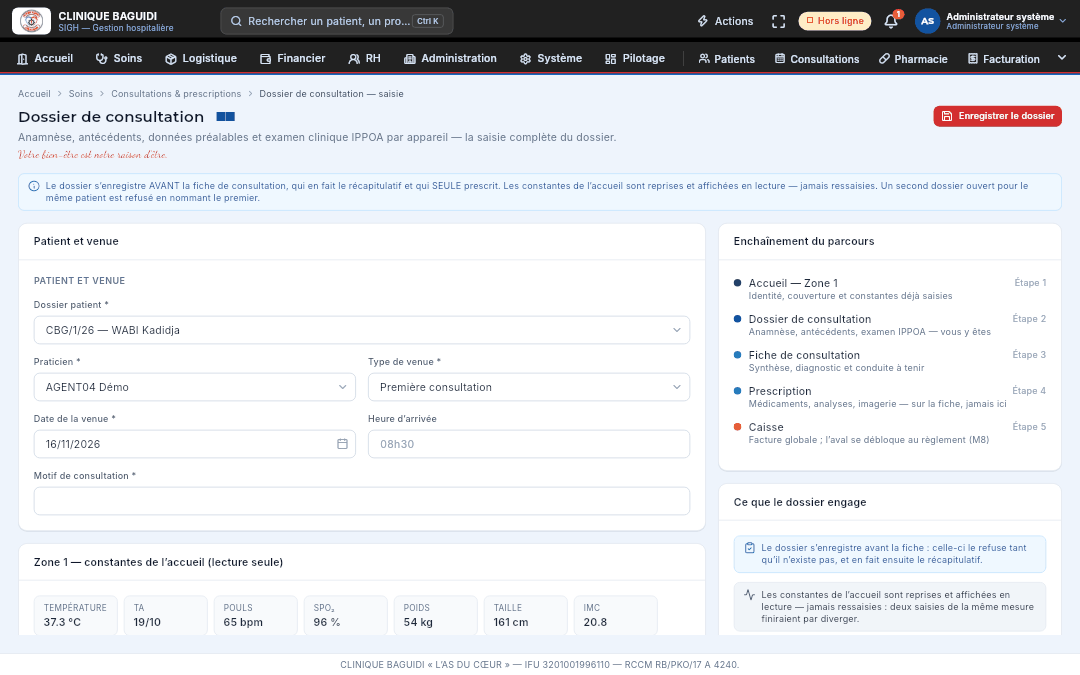 CLINIQUE BAGUIDI
SIGH — Gestion hospitalière
Rechercher un patient, un pro... Ctrl K
Actions
Hors ligne
1
AS
Administrateur système
Administrateur système
Accueil Soins Logistique Financier RH Administration Système Pilotage Patients Consultations Pharmacie Facturation
Accueil > Soins > Consultations & prescriptions > Dossier de consultation — saisie
Dossier de consultation
Enregistrer le dossier
Anamnèse, antécédents, données préalables et examen clinique IPPOA par appareil — la saisie complète du dossier.
Votre bien-être est notre raison d'être.
Le dossier s'enregistre AVANT la fiche de consultation, qui en fait le récapitulatif et qui SEULE prescrit. Les constantes de l'accueil sont reprises et affichées en lecture — jamais ressaisies. Un second dossier ouvert pour le
même patient est refusé en nommant le premier.
Patient et venue
PATIENT ET VENUE
Dossier patient *
CBG/1/26 — WABI Kadidja
Praticien * Type de venue *
AGENT04 Démo Première consultation
Date de la venue * Heure d'arrivée
16/11/2026 08h30
Motif de consultation *
Zone 1 — constantes de l'accueil (lecture seule)
TEMPÉRATURE TA POULS SPO₂ POIDS TAILLE IMC
37.3 °C 19/10 65 bpm 96 % 54 kg 161 cm 20.8
Enchaînement du parcours
Accueil — Zone 1 Étape 1
Identité, couverture et constantes déjà saisies
Dossier de consultation Étape 2
Anamnèse, antécédents, examen IPPOA — vous y êtes
Fiche de consultation Étape 3
Synthèse, diagnostic et conduite à tenir
Prescription Étape 4
Médicaments, analyses, imagerie — sur la fiche, jamais ici
Caisse Étape 5
Facture globale ; l'aval se débloque au règlement (M8)
Ce que le dossier engage
Le dossier s'enregistre avant la fiche : celle-ci le refuse tant
qu'il n'existe pas, et en fait ensuite le récapitulatif.
Les constantes de l'accueil sont reprises et affichées en
lecture — jamais ressaisies : deux saisies de la même mesure
finiraient par diverger.
CLINIQUE BAGUIDI « L'AS DU CŒUR » — IFU 3201001996110 — RCCM RB/PKO/17 A 4240.